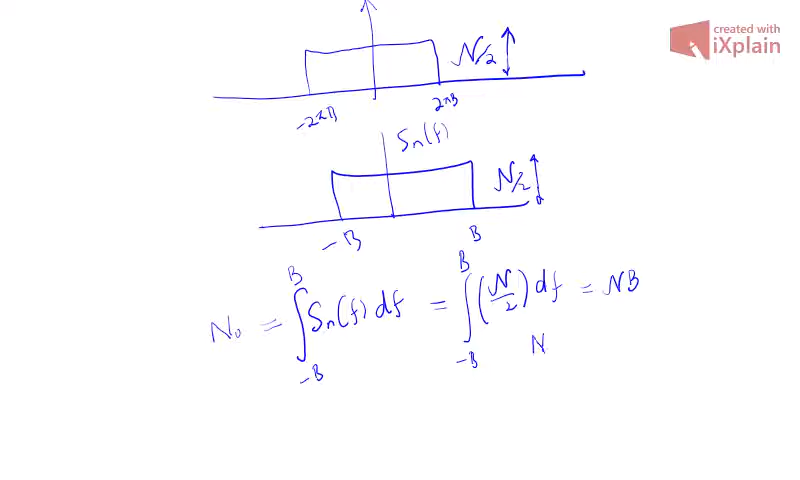 created with
iXplain
N/2
-2πB 2πB
Sn(f)
N/2
-B B
N₀ = ∫_{-B}^{B} Sn(f) df = ∫_{-B}^{B} (N/2) df = NB
N